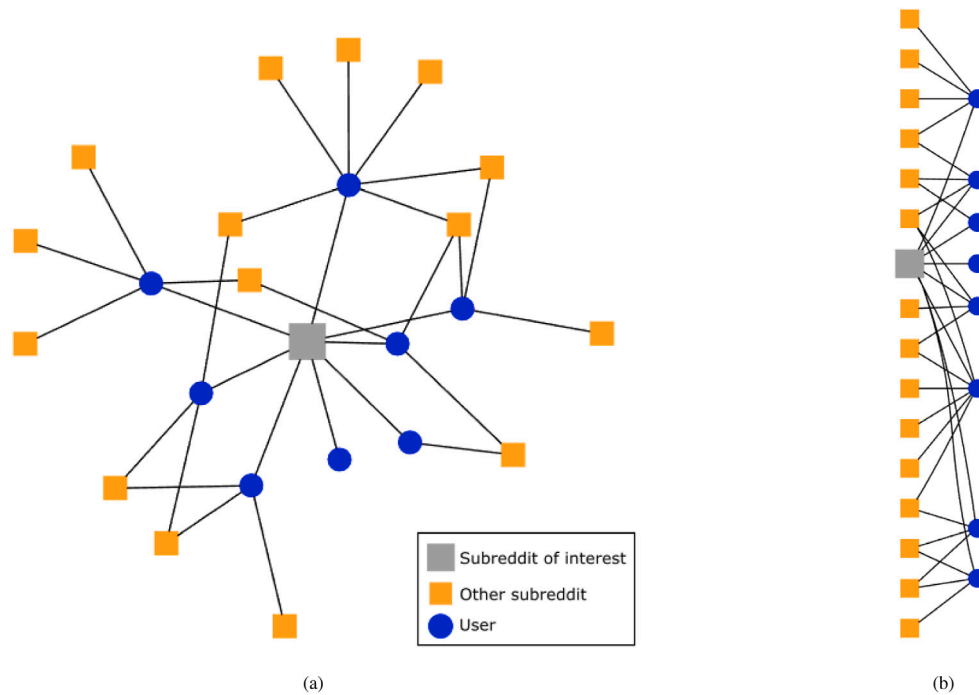 Subreddit of interest
Other subreddit
User
(a)
(b)